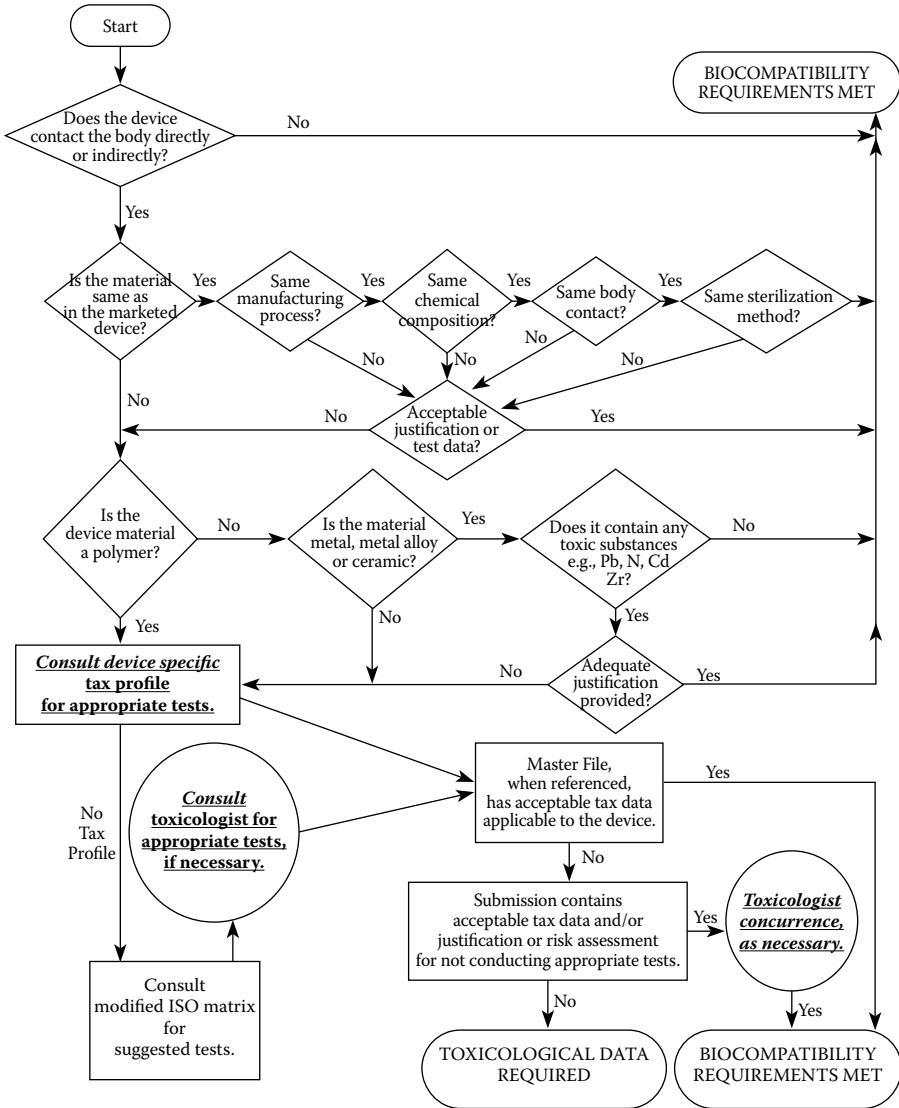 Start
BIOCOMPATIBILITY
REQUIREMENTS MET
Does the device
contact the body directly
or indirectly?
No
Yes
Is the material
same as
in the marketed
device?
Yes
Same
manufacturing
process?
Yes
Same
chemical
composition?
Yes
Same body
contact?
Yes
Same sterilization
method?
No
No
No
No
No
No
Acceptable
justification or
test data?
Yes
Is the
device material
a polymer?
No
Is the material
metal, metal alloy
or ceramic?
Yes
Does it contain any
toxic substances
e.g., Pb, N, Cd
Zr?
No
Yes
No
Yes
Consult device specific
tax profile
for appropriate tests.
No
Adequate
justification
provided?
Yes
No
Tax
Profile
Consult
toxicologist for
appropriate tests,
if necessary.
Master File,
when referenced,
has acceptable tax data
applicable to the device.
Yes
No
Submission contains
acceptable tax data and/or
justification or risk assessment
for not conducting appropriate tests.
Yes
Toxicologist
concurrence,
as necessary.
Consult
modified ISO matrix
for
suggested tests.
No
Yes
TOXICOLOGICAL DATA
REQUIRED
BIOCOMPATIBILITY
REQUIREMENTS MET